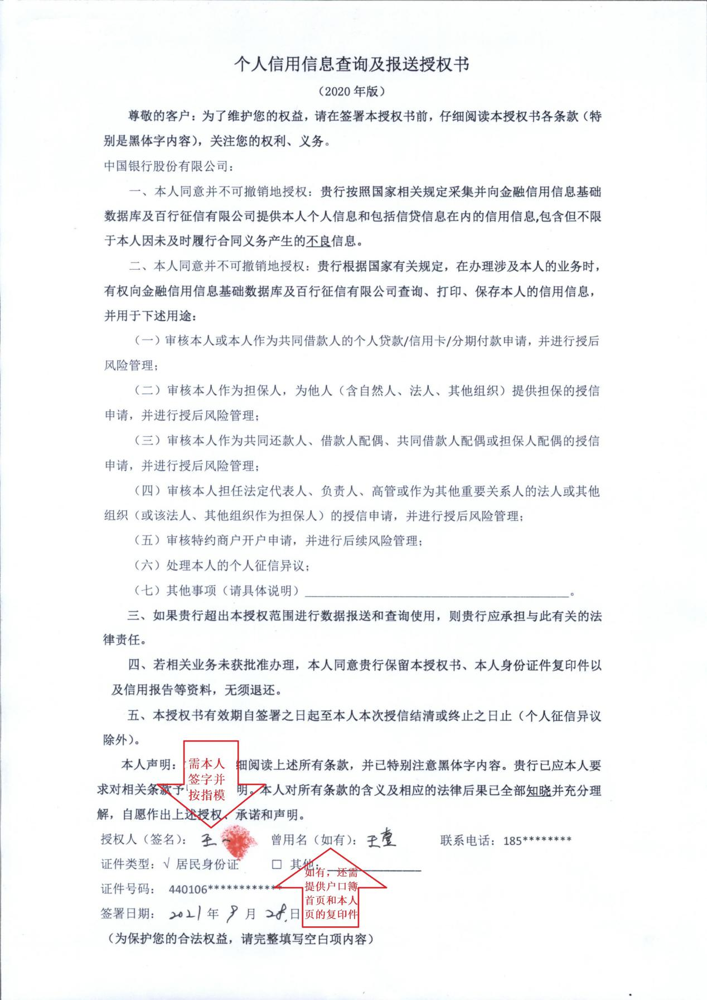 个人信用信息查询及报送授权书
（2020 年版）
尊敬的客户：为了维护您的权益，请在签署本授权书前，仔细阅读本授权书各条款（特
别是黑体字内容），关注您的权利、义务。
中国银行股份有限公司：
一、本人同意并不可撤销地授权：贵行按照国家相关规定采集并向金融信用信息基础
数据库及百行征信有限公司提供本人个人信息和包括信贷信息在内的信用信息,包含但不限
于本人因未及时履行合同义务产生的不良信息。
二、本人同意并不可撤销地授权：贵行根据国家有关规定，在办理涉及本人的业务时，
有权向金融信用信息基础数据库及百行征信有限公司查询、打印、保存本人的信用信息，
并用于下述用途：
（一）审核本人或本人作为共同借款人的个人贷款/信用卡/分期付款申请，并进行授后
风险管理；
（二）审核本人作为担保人，为他人（含自然人、法人、其他组织）提供担保的授信
申请，并进行授后风险管理；
（三）审核本人作为共同还款人、借款人配偶、共同借款人配偶或担保人配偶的授信
申请，并进行授后风险管理；
（四）审核本人担任法定代表人、负责人、高管或作为其他重要关系人的法人或其他
组织（或该法人、其他组织作为担保人）的授信申请，并进行授后风险管理；
（五）审核特约商户开户申请，并进行后续风险管理；
（六）处理本人的个人征信异议；
（七）其他事项（请具体说明）________________________________________。
三、如果贵行超出本授权范围进行数据报送和查询使用，则贵行应承担与此有关的法
律责任。
四、若相关业务未获批准办理，本人同意贵行保留本授权书、本人身份证件复印件以
及信用报告等资料，无须退还。
五、本授权书有效期自签署之日起至本人本次授信结清或终止之日止（个人征信异议
除外）。
本人声明： 细阅读上述所有条款，并已特别注意黑体字内容。贵行已应本人要
求对相关条款予 明。本人对所有条款的含义及相应的法律后果已全部知晓并充分理
解，自愿作出上述授权、承诺和声明。
需本人
签字并
按指模
授权人（签名）： 王一 曾用名（如有）：王壹 联系电话：185********
证件类型：√ 居民身份证 □ 其他：______________
证件号码： 440106************
签署日期： 2021 年 9 月 28 日
如有，还需
提供户口簿
首页和本人
页的复印件
（为保护您的合法权益，请完整填写空白项内容）